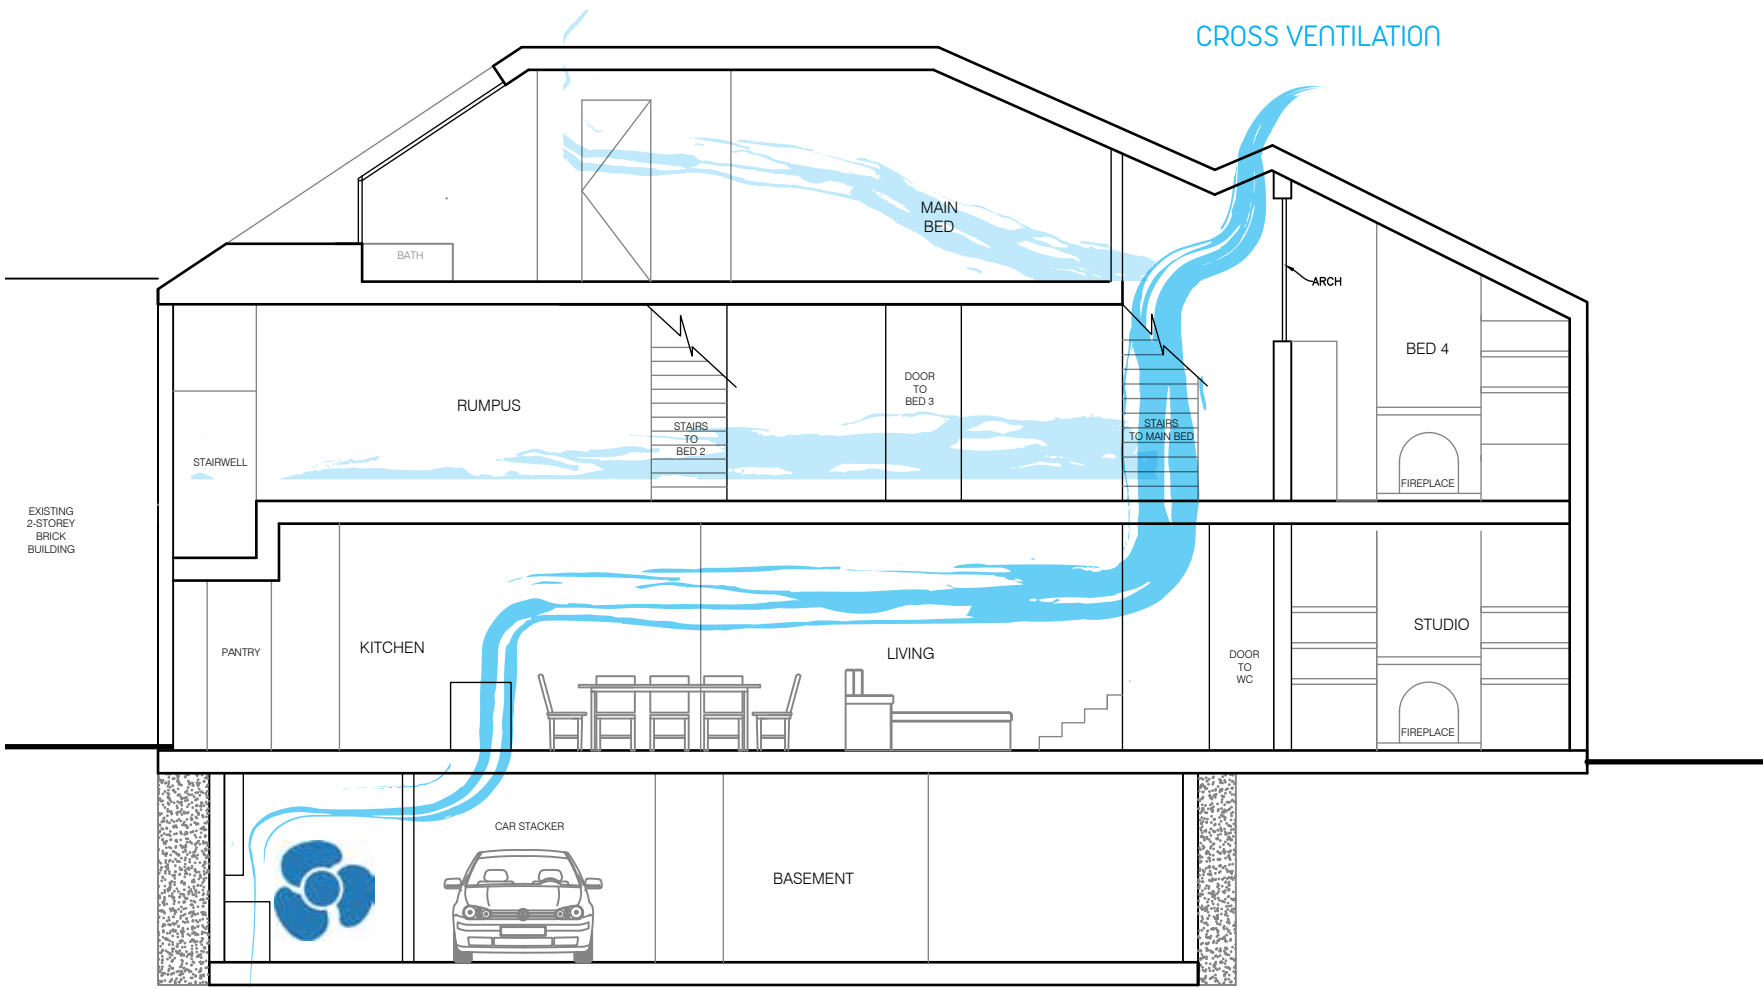 CROSS VENTILATION
MAIN
BED
BATH
ARCH
BED 4
RUMPUS
DOOR
TO
BED 3
STAIRS
TO
BED 2
STAIRS
TO MAIN BED
STAIRWELL
FIREPLACE
EXISTING
2-STOREY
BRICK
BUILDING
PANTRY
KITCHEN
LIVING
DOOR
TO
WC
STUDIO
FIREPLACE
CAR STACKER
BASEMENT